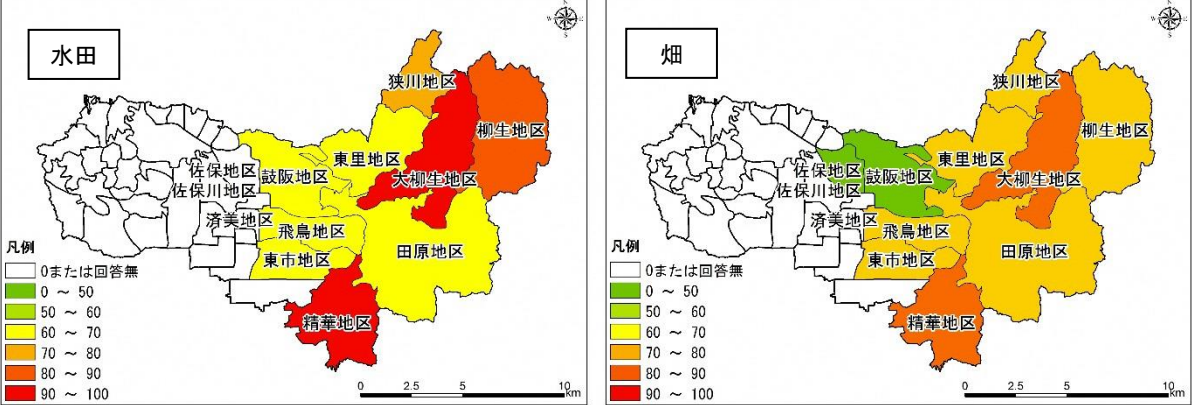 水田
狭川地区
柳生地区
東里地区
佐保地区
鼓阪地区
大柳生地区
佐保川地区
済美地区
飛鳥地区
田原地区
東市地区
精華地区
凡例
0または回答無
0 ～ 50
50 ～ 60
60 ～ 70
70 ～ 80
80 ～ 90
90 ～ 100
0 2.5 5 10
km
畑
狭川地区
柳生地区
東里地区
佐保地区
鼓阪地区
大柳生地区
佐保川地区
済美地区
飛鳥地区
田原地区
東市地区
精華地区
凡例
0または回答無
0 ～ 50
50 ～ 60
60 ～ 70
70 ～ 80
80 ～ 90
90 ～ 100
0 2.5 5 10
km